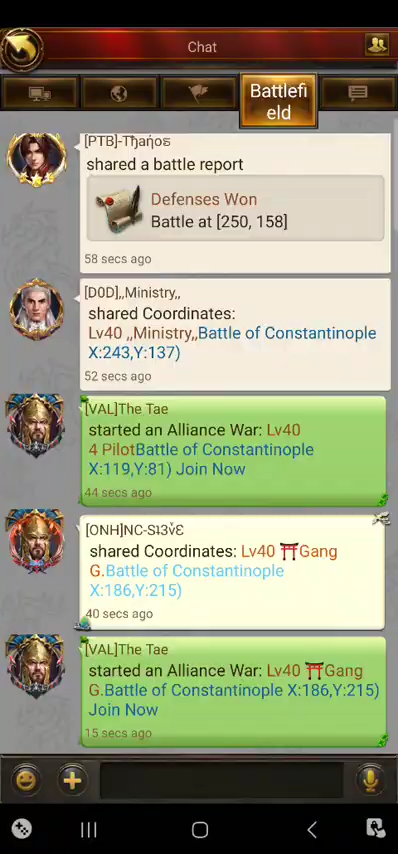 Chat
Battlefi
eld
[PTB]-Ђаήοѕ
shared a battle report
Defenses Won
Battle at [250, 158]
58 secs ago
[D0D],,Ministry,,
shared Coordinates:
Lv40 ,,Ministry,,Battle of Constantinople
X:243,Y:137)
52 secs ago
[VAL]The Tae
started an Alliance War: Lv40
4 PilotBattle of Constantinople
X:119,Y:81) Join Now
44 secs ago
[ONH]NC-Sʇ3v̌Ɛ
shared Coordinates: Lv40 ⛩️Gang
G.Battle of Constantinople
X:186,Y:215)
40 secs ago
[VAL]The Tae
started an Alliance War: Lv40 ⛩️Gang
G.Battle of Constantinople X:186,Y:215)
Join Now
15 secs ago